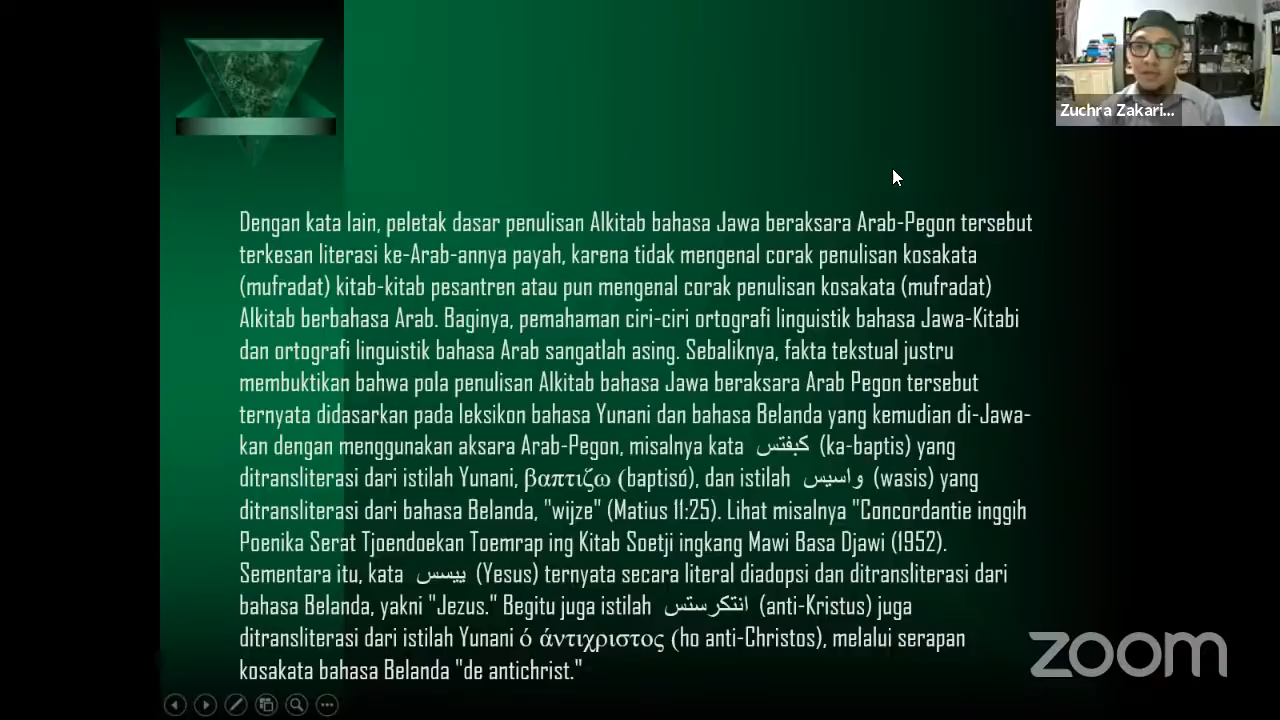 Zuchra Zakari...
Dengan kata lain, peletak dasar penulisan Alkitab bahasa Jawa beraksara Arab-Pegon tersebut
terkesan literasi ke-Arab-annya payah, karena tidak mengenal corak penulisan kosakata
(mufradat) kitab-kitab pesantren atau pun mengenal corak penulisan kosakata (mufradat)
Alkitab berbahasa Arab. Baginya, pemahaman ciri-ciri ortografi linguistik bahasa Jawa-Kitabi
dan ortografi linguistik bahasa Arab sangatlah asing. Sebaliknya, fakta tekstual justru
membuktikan bahwa pola penulisan Alkitab bahasa Jawa beraksara Arab Pegon tersebut
ternyata didasarkan pada leksikon bahasa Yunani dan bahasa Belanda yang kemudian di-Jawa-
kan dengan menggunakan aksara Arab-Pegon, misalnya kata كبفتس (ka-baptis) yang
ditransliterasi dari istilah Yunani, βαπτιζω (baptisó), dan istilah واسيس (wasis) yang
ditransliterasi dari bahasa Belanda, "wijze" (Matius 11:25). Lihat misalnya "Concordantie inggih
Poenika Serat Tjoendoekan Toemrap ing Kitab Soetji ingkang Mawi Basa Djawi (1952).
Sementara itu, kata ييسس (Yesus) ternyata secara literal diadopsi dan ditransliterasi dari
bahasa Belanda, yakni "Jezus." Begitu juga istilah انتكرستس (anti-Kristus) juga
ditransliterasi dari istilah Yunani ό άντιχριστος (ho anti-Christos), melalui serapan
kosakata bahasa Belanda "de antichrist."
zoom